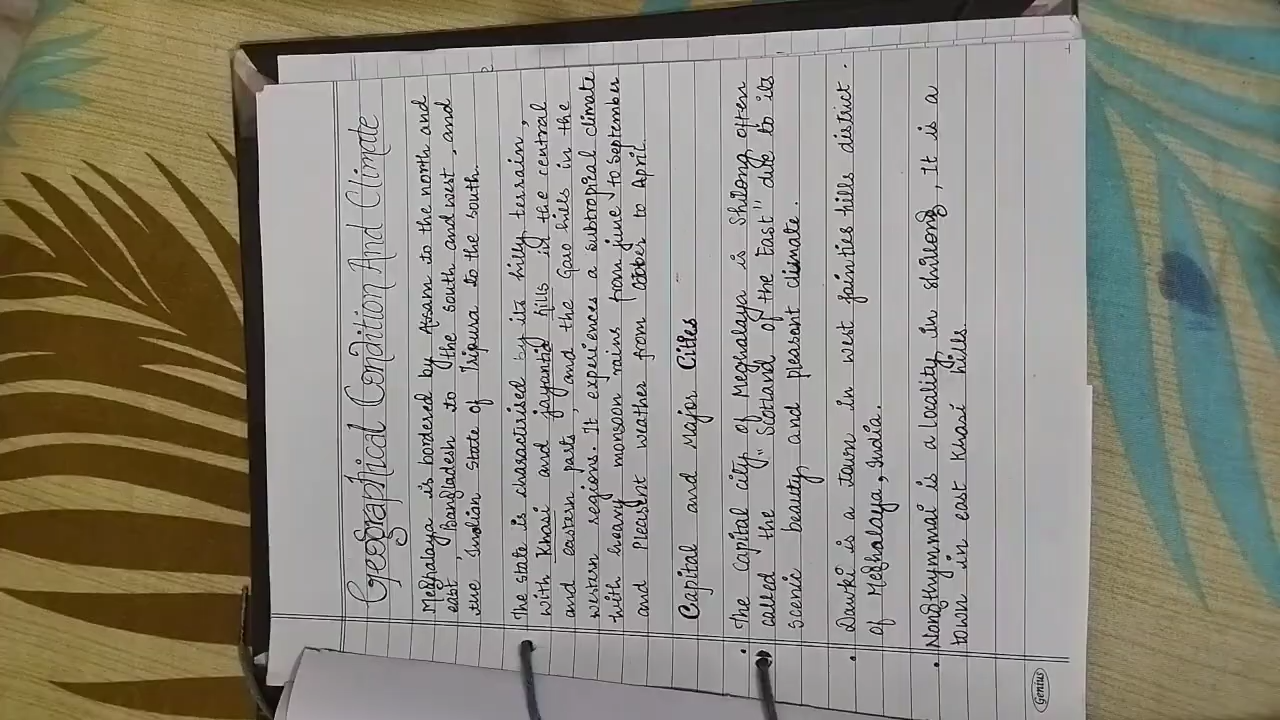 Geographical Condition And Climate
Meghalaya is bordered by Assam to the north and
east, Bangladesh to the south and west, and
the Indian State of Tripura to the south.
The state is charactised by its hilly terrain,
with Khasi and jayantia hills in the central
and eastern parts, and the Garo hills in the
western regions. It experiences a subtropical climate
with heavy monsoon rains from june to September
and Pleasant weather from October to April.
Capital and Major Cities
• The capital city of Meghalaya is Shilong often
called the "Scotland of the East" due to its
scenic beauty and pleasant climate.
• Dawki is a town in west jainties hills district
of Meghalaya, India.
• Nongthymmai is a locality in shilong, It is a
town in east Khasi hills.
Genius